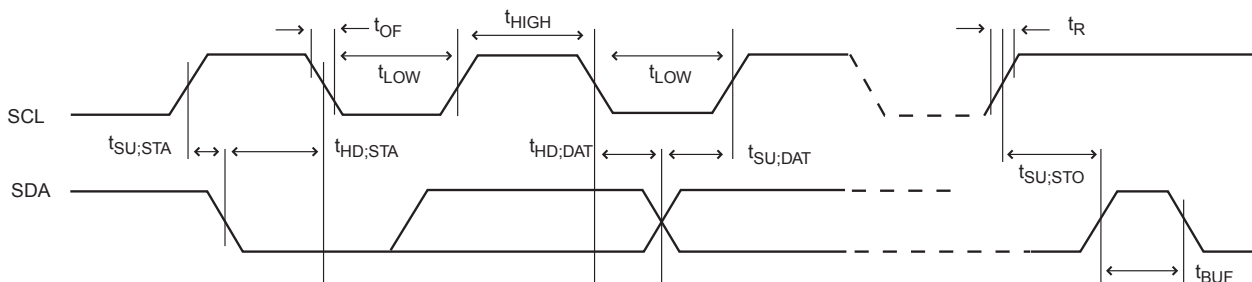 tOF
tHIGH
tR
tLOW
tLOW
SCL
tSU;STA
tHD;STA
tHD;DAT
tSU;DAT
tSU;STO
SDA
tBUF